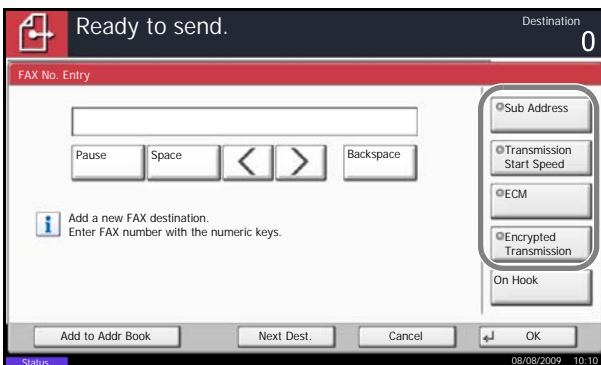 Ready to send.
Destination
0
FAX No. Entry
Sub Address
Pause
Space
Backspace
Transmission
Start Speed
ECM
Add a new FAX destination.
Enter FAX number with the numeric keys.
Encrypted
Transmission
On Hook
Add to Addr Book
Next Dest.
Cancel
OK
Status
08/08/2009 10:10